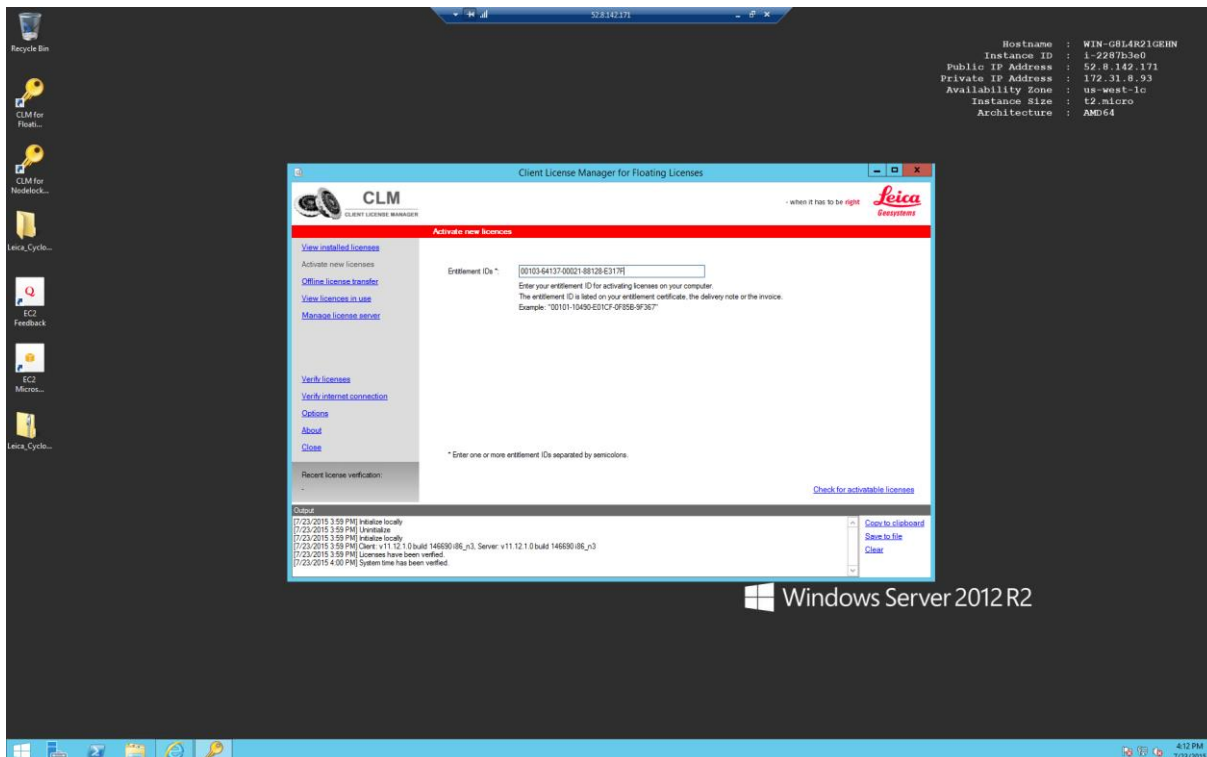 52.8.142.171
Recycle Bin
Hostname : WIN-G8L4R21GEHN
Instance ID : i-2287b3e0
Public IP Address : 52.8.142.171
Private IP Address : 172.31.8.93
Availability Zone : us-west-1c
Instance Size : t2.micro
Architecture : AMD64
CLM for
Floati...
CLM for
Nodelock...
Leica_Cyclo...
Q
EC2
Feedback
EC2
Micros...
Leica_Cyclo...
Client License Manager for Floating Licenses
CLM
CLIENT LICENSE MANAGER
- when it has to be right
Leica
Geosystems
Activate new licences
View installed licenses
Activate new licenses
Offline license transfer
View licences in use
Manage license server
Verify licenses
Verify internet connection
Options
About
Close
Recent license verification:
-
Entitlement IDs *:
00103-64137-00021-88128-E317F
Enter your entitlement ID for activating licenses on your computer.
The entitlement ID is listed on your entitlement certificate, the delivery note or the invoice.
Example: "00101-10490-E01CF-0F85B-9F367"
* Enter one or more entitlement IDs separated by semicolons.
Check for activatable licenses
Output
[7/23/2015 3:59 PM] Initialize locally
[7/23/2015 3:59 PM] Uninitialize
[7/23/2015 3:59 PM] Initialize locally
[7/23/2015 3:59 PM] Client: v11.12.1.0 build 146690 i86_n3, Server: v11.12.1.0 build 146690 i86_n3
[7/23/2015 3:59 PM] Licenses have been verified.
[7/23/2015 4:00 PM] System time has been verified.
Copy to clipboard
Save to file
Clear
Windows Server 2012 R2
4:12 PM
7/23/2015